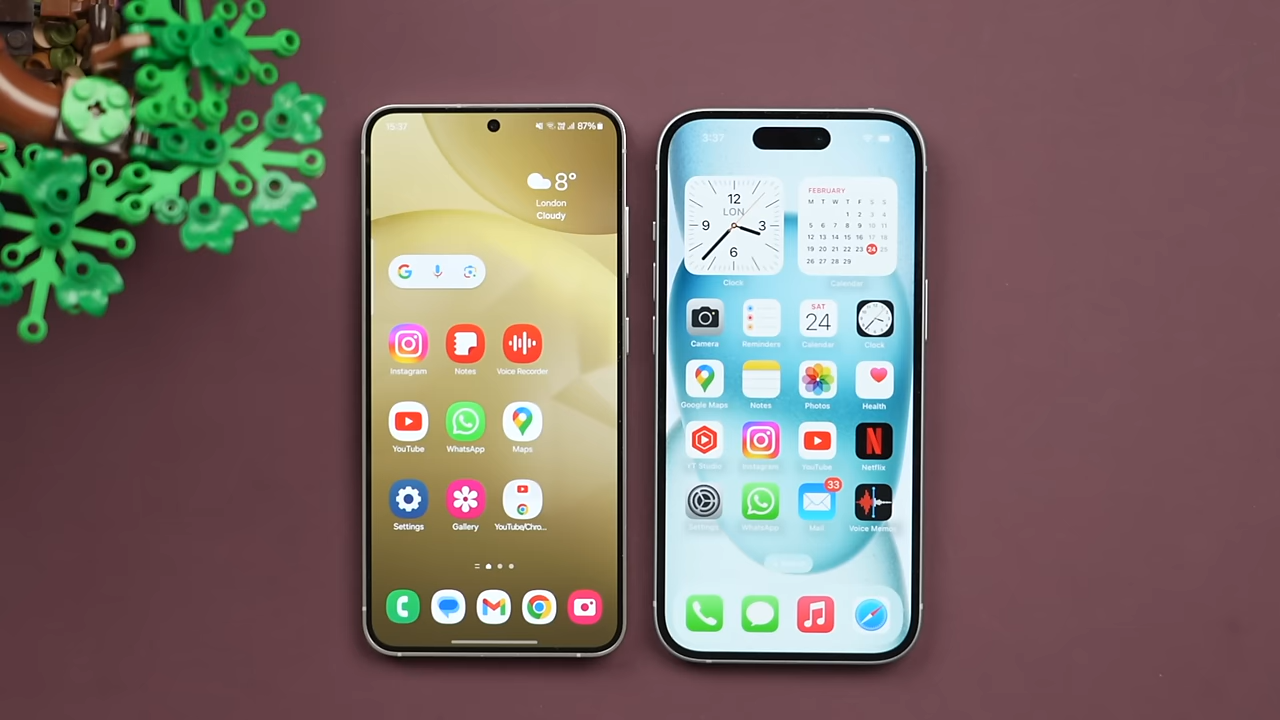 15:37
87%
8°
London
Cloudy
Instagram
Notes
Voice Recorder
YouTube
WhatsApp
Maps
Settings
Gallery
YouTube/Chro...
3:37
12
LON
9
3
6
Clock
FEBRUARY
M T W T F S S
1 2 3 4
5 6 7 8 9 10 11
12 13 14 15 16 17 18
19 20 21 22 23 24 25
26 27 28 29
Calendar
Camera
Reminders
SAT
24
Calendar
Clock
Google Maps
Notes
Photos
Health
YT Studio
Instagram
YouTube
Netflix
Settings
WhatsApp
33
Mail
Voice Memos